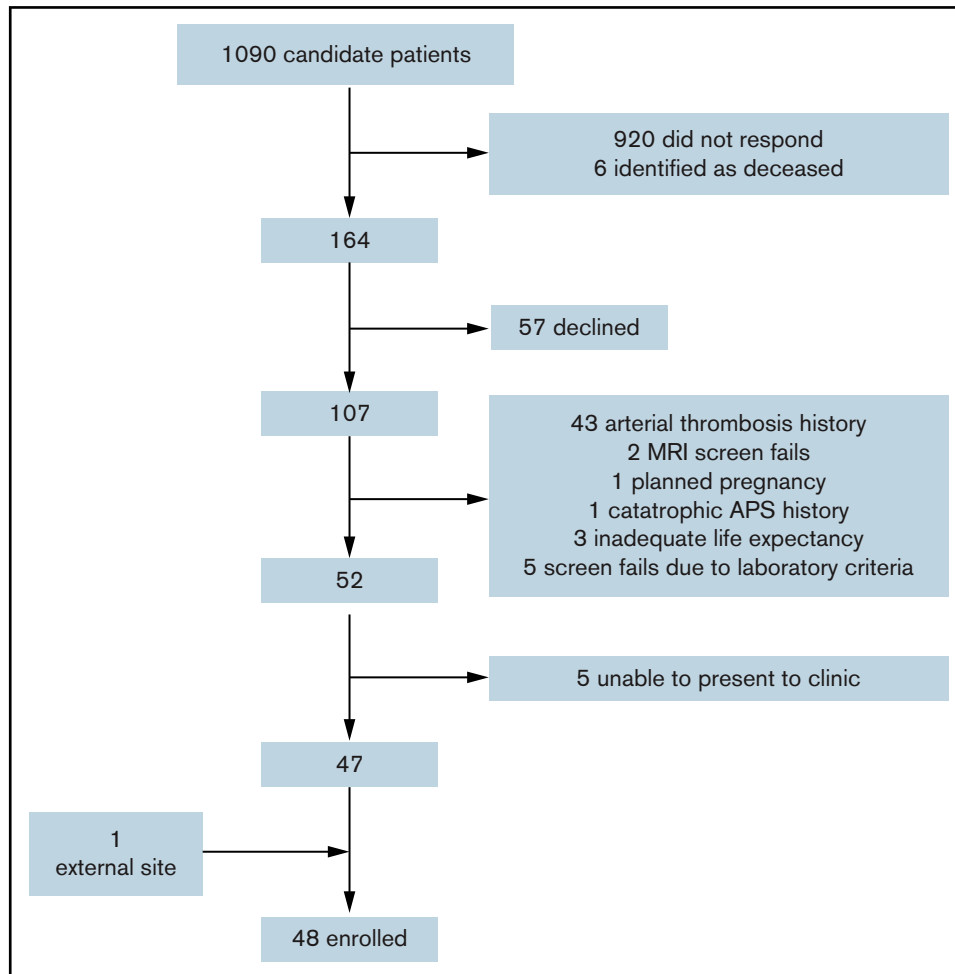 1090 candidate patients
920 did not respond
6 identified as deceased
164
57 declined
107
43 arterial thrombosis history
2 MRI screen fails
1 planned pregnancy
1 catatrophic APS history
3 inadequate life expectancy
5 screen fails due to laboratory criteria
52
5 unable to present to clinic
47
1
external site
48 enrolled